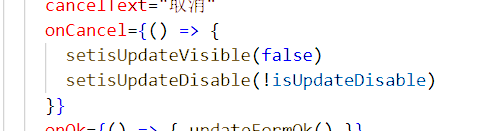 cancelText="取消"
onCancel={() => {
setisUpdateVisible(false)
setisUpdateDisable(!isUpdateDisable)
}}
onOk={() => { updateFormOk() }}